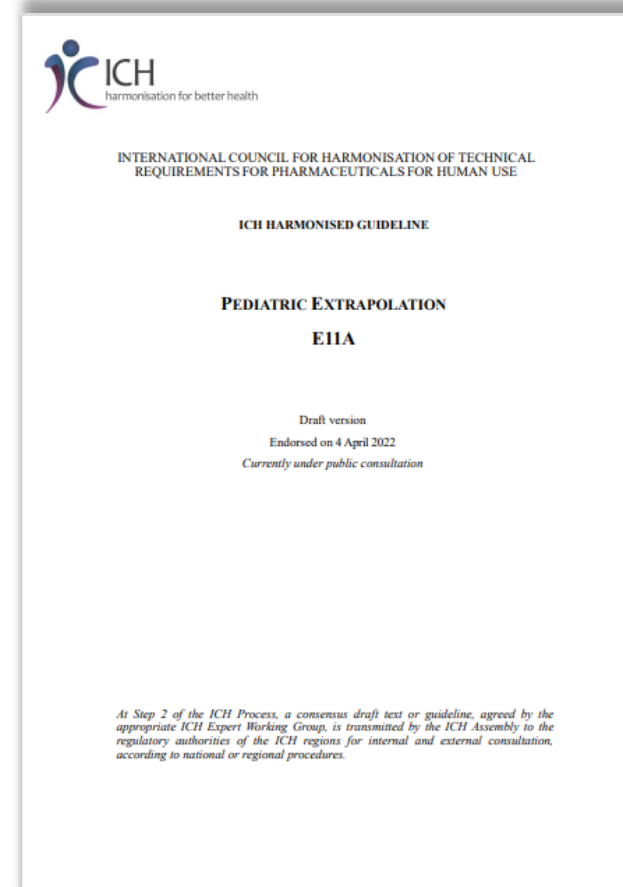 ICH
harmonisation for better health
INTERNATIONAL COUNCIL FOR HARMONISATION OF TECHNICAL
REQUIREMENTS FOR PHARMACEUTICALS FOR HUMAN USE
ICH HARMONISED GUIDELINE
PEDIATRIC EXTRAPOLATION
E11A
Draft version
Endorsed on 4 April 2022
Currently under public consultation
At Step 2 of the ICH Process, a consensus draft text or guideline, agreed by the
appropriate ICH Expert Working Group, is transmitted by the ICH Assembly to the
regulatory authorities of the ICH regions for internal and external consultation,
according to national or regional procedures.